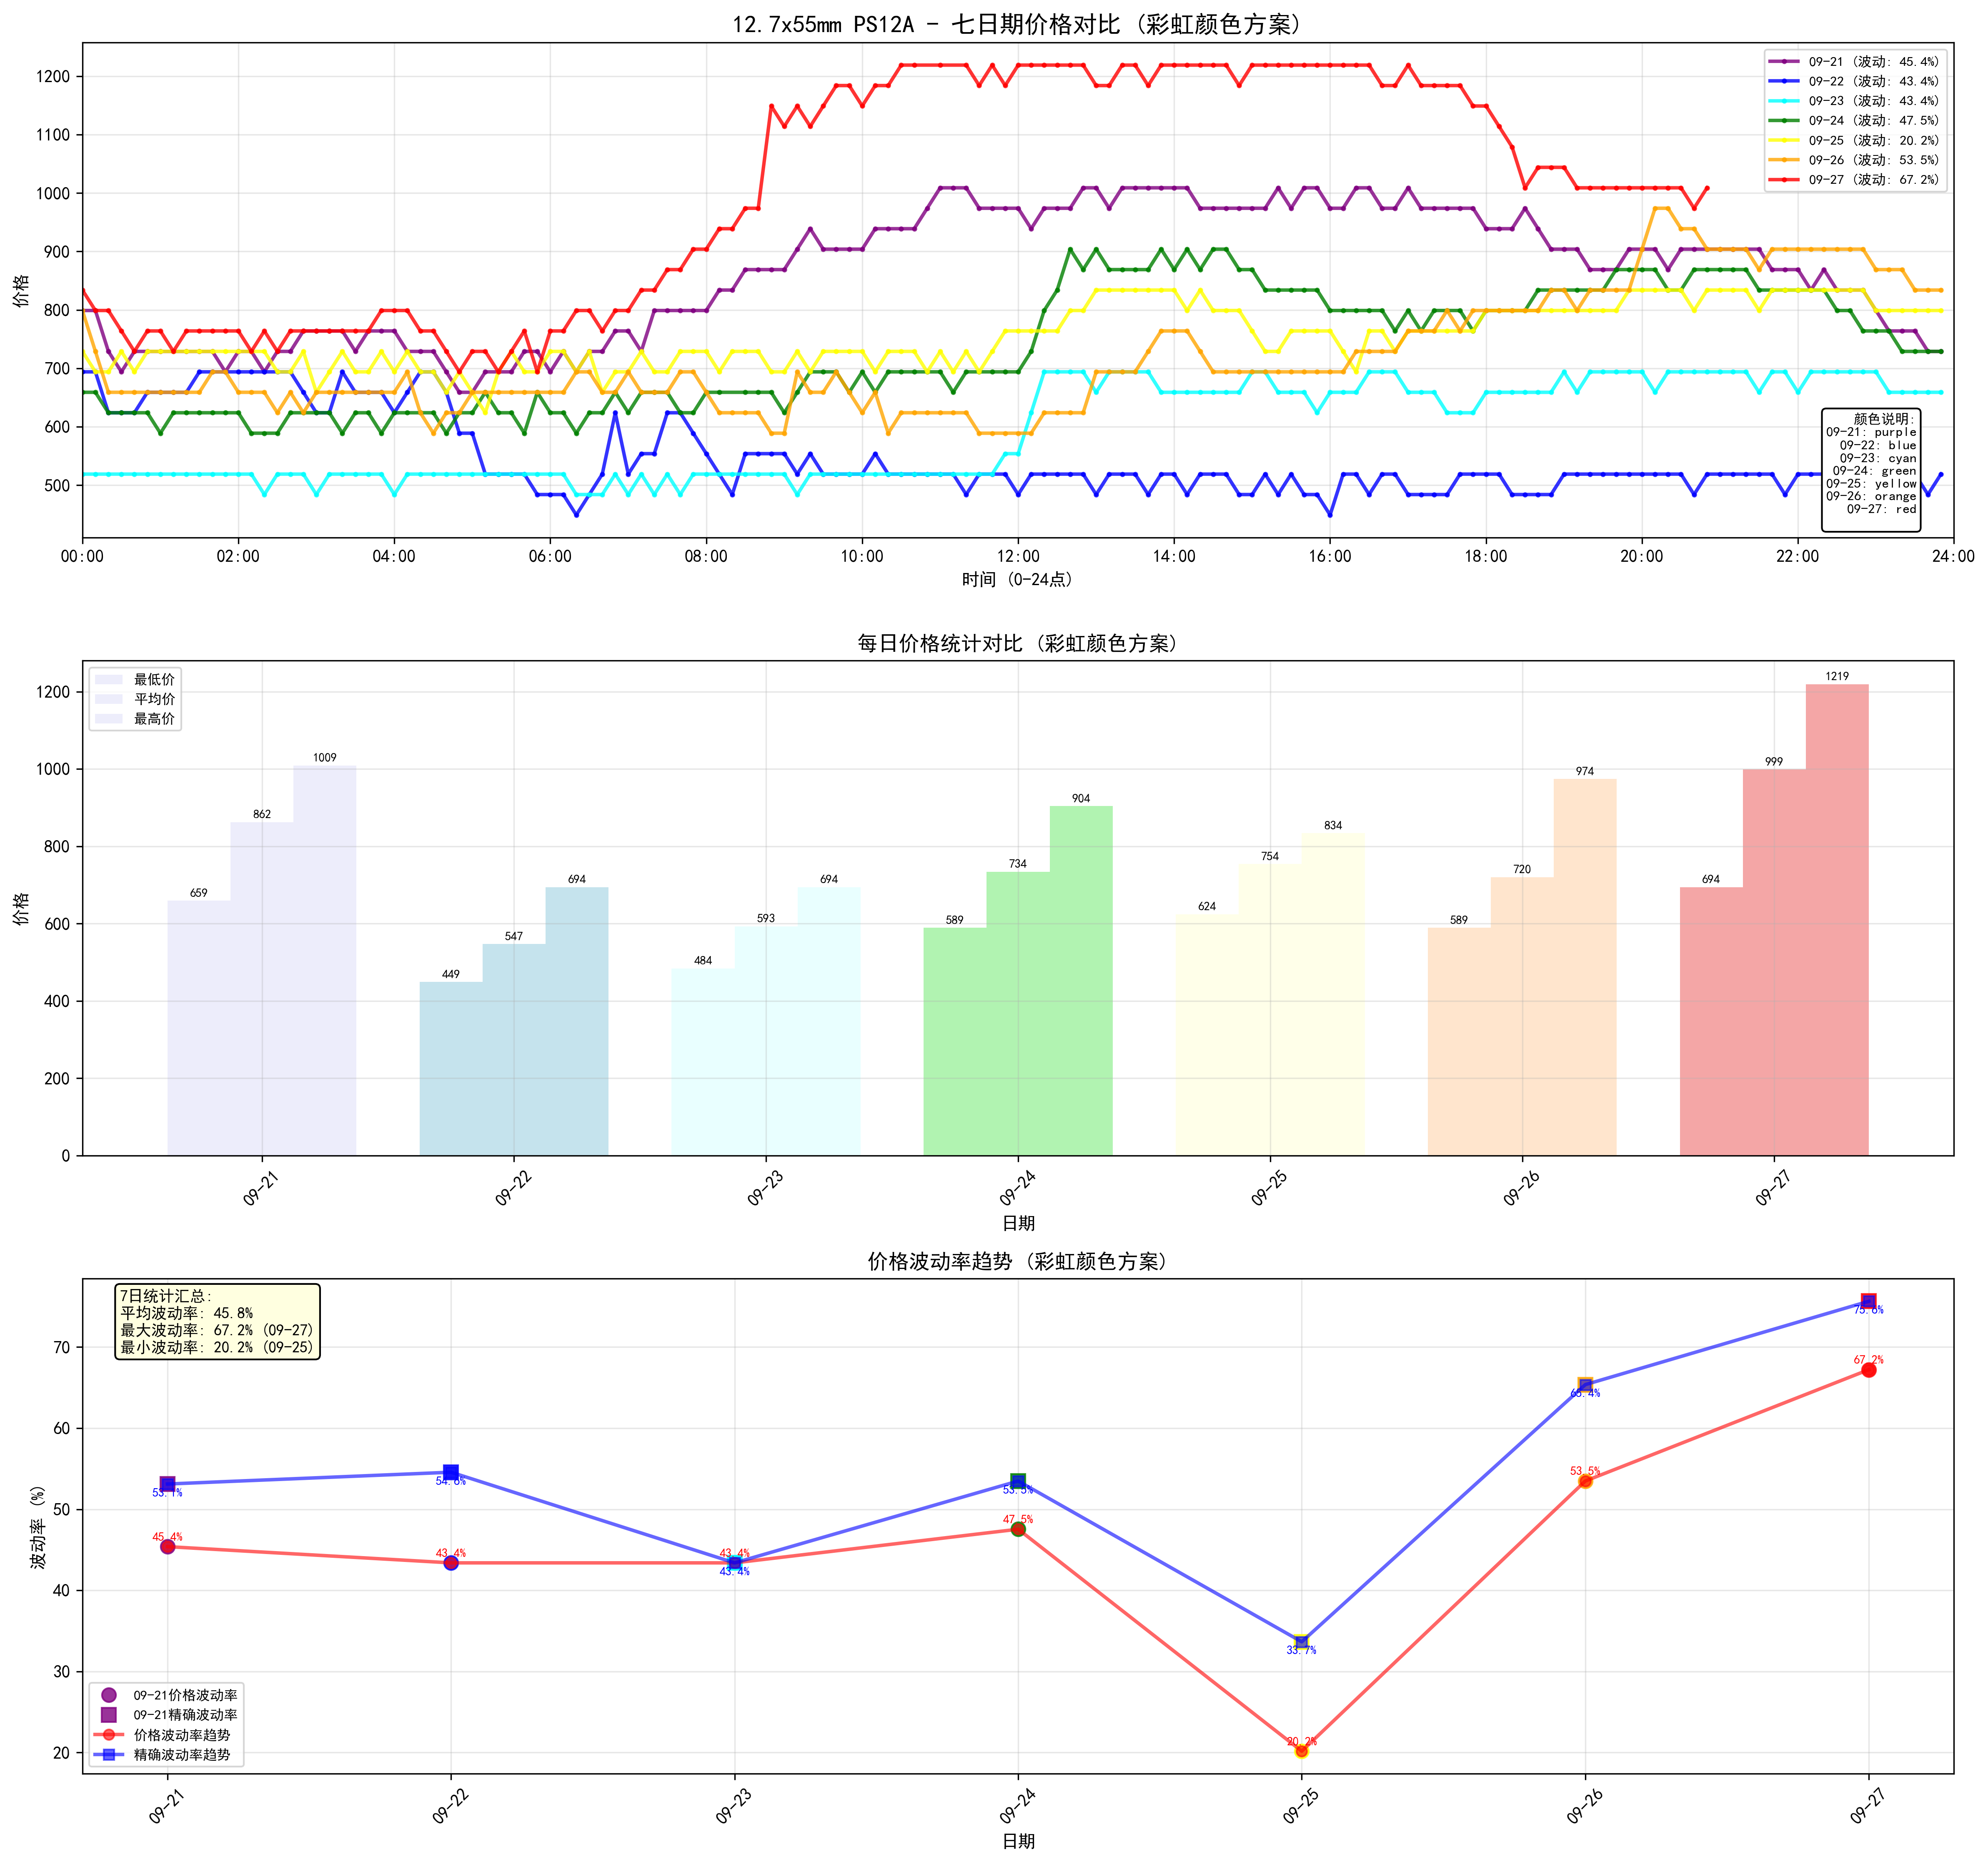 12.7x55mm PS12A - 七日期价格对比 (彩虹颜色方案)
价格
1200
1100
1000
900
800
700
600
500
09-21 (波动: 45.4%)
09-22 (波动: 43.4%)
09-23 (波动: 43.4%)
09-24 (波动: 47.5%)
09-25 (波动: 20.2%)
09-26 (波动: 53.5%)
09-27 (波动: 67.2%)
颜色说明:
09-21: purple
09-22: blue
09-23: cyan
09-24: green
09-25: yellow
09-26: orange
09-27: red
00:00 02:00 04:00 06:00 08:00 10:00 12:00 14:00 16:00 18:00 20:00 22:00 24:00
时间 (0-24点)
每日价格统计对比 (彩虹颜色方案)
价格
1200
1000
800
600
400
200
0
最低价
平均价
最高价
659 862 1009
449 547 694
484 593 694
589 734 904
624 754 834
589 720 974
694 999 1219
09-21 09-22 09-23 09-24 09-25 09-26 09-27
日期
价格波动率趋势 (彩虹颜色方案)
波动率 (%)
70
60
50
40
30
20
7日统计汇总:
平均波动率: 45.8%
最大波动率: 67.2% (09-27)
最小波动率: 20.2% (09-25)
53.1% 54.6% 43.4% 53.5% 33.7% 65.4% 75.6%
45.4% 43.4% 43.4% 47.5% 20.2% 53.5% 67.2%
09-21价格波动率
09-21精确波动率
价格波动率趋势
精确波动率趋势
09-21 09-22 09-23 09-24 09-25 09-26 09-27
日期